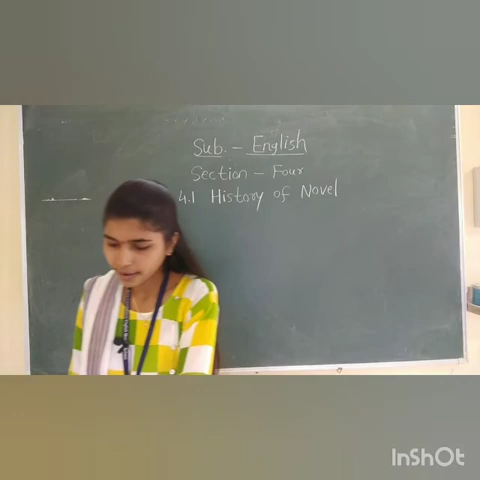 Sub. - English
Section - Four
4.1 History of Novel
InShOt